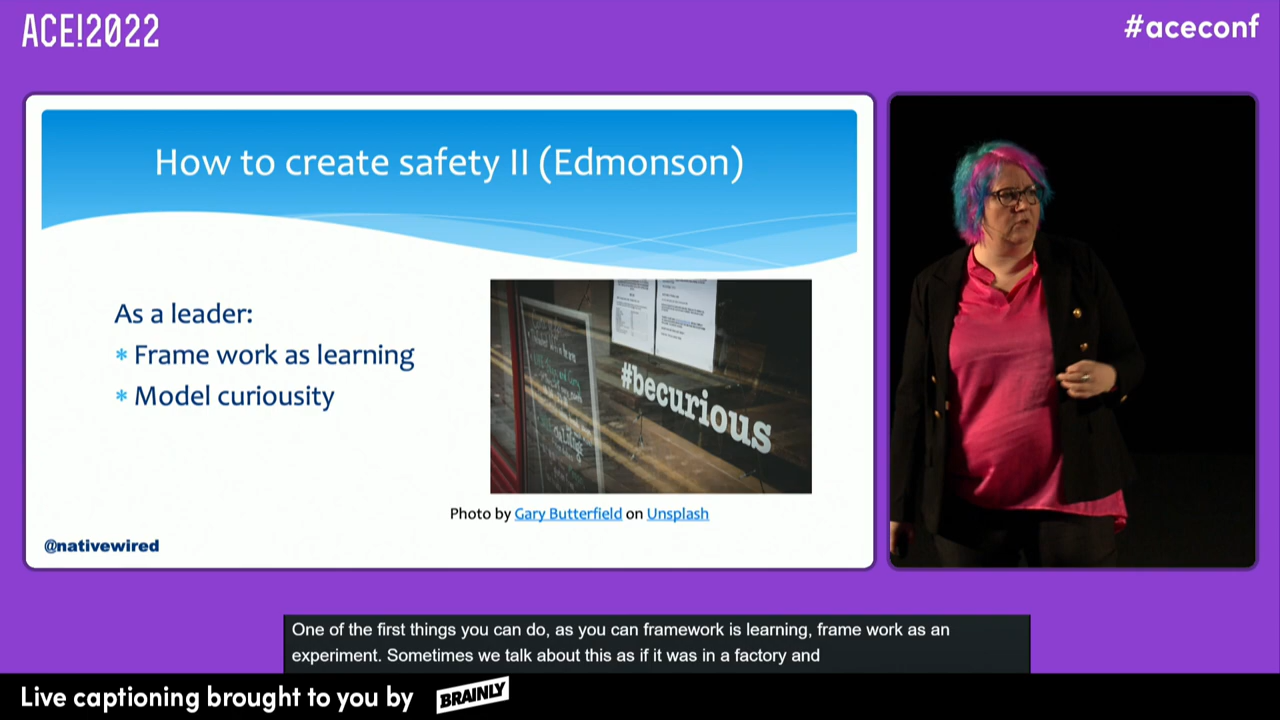 ACE!2022
#aceconf
How to create safety II (Edmonson)
As a leader:
* Frame work as learning
* Model curiousity
#becurious
Photo by Gary Butterfield on Unsplash
@nativewired
One of the first things you can do, as you can framework is learning, frame work as an
experiment. Sometimes we talk about this as if it was in a factory and
Live captioning brought to you by BRAINLY